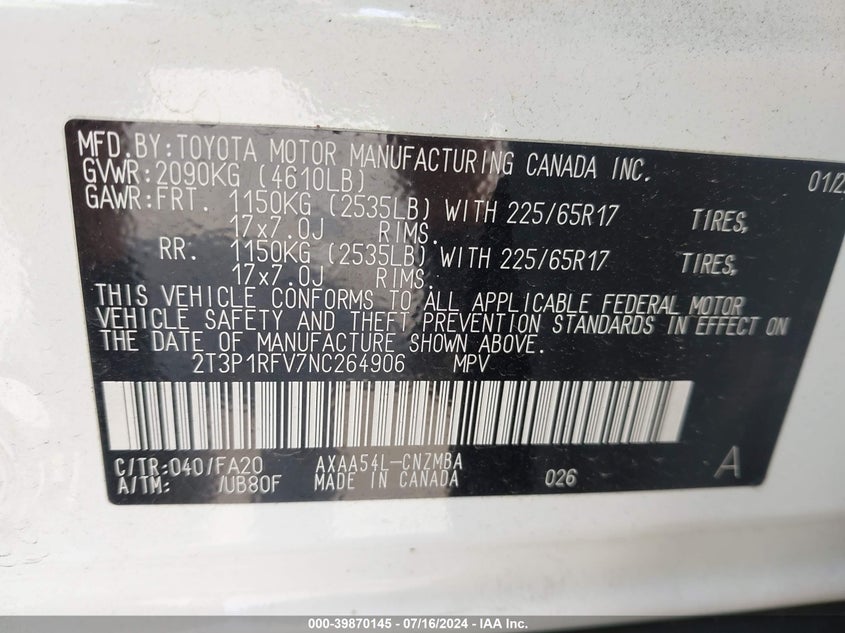 MFD.BY:TOYOTA MOTOR MANUFACTURING CANADA INC. 01/2
GVWR:2090KG (4610LB)
GAWR:FRT. 1150KG (2535LB) WITH 225/65R17 TIRES,
17x7.0J RIMS.
RR. 1150KG (2535LB) WITH 225/65R17 TIRES,
17x7.0J RIMS.
THIS VEHICLE CONFORMS TO ALL APPLICABLE FEDERAL MOTOR
VEHICLE SAFETY AND THEFT PREVENTION STANDARDS IN EFFECT ON
THE DATE OF MANUFACTURE SHOWN ABOVE.
2T3P1RFV7NC264906 MPV
C/TR:040/FA20 AXAA54L-CNZMBA
A/TM: /UB80F MADE IN CANADA 026 A
000-39870145 - 07/16/2024 - IAA Inc.